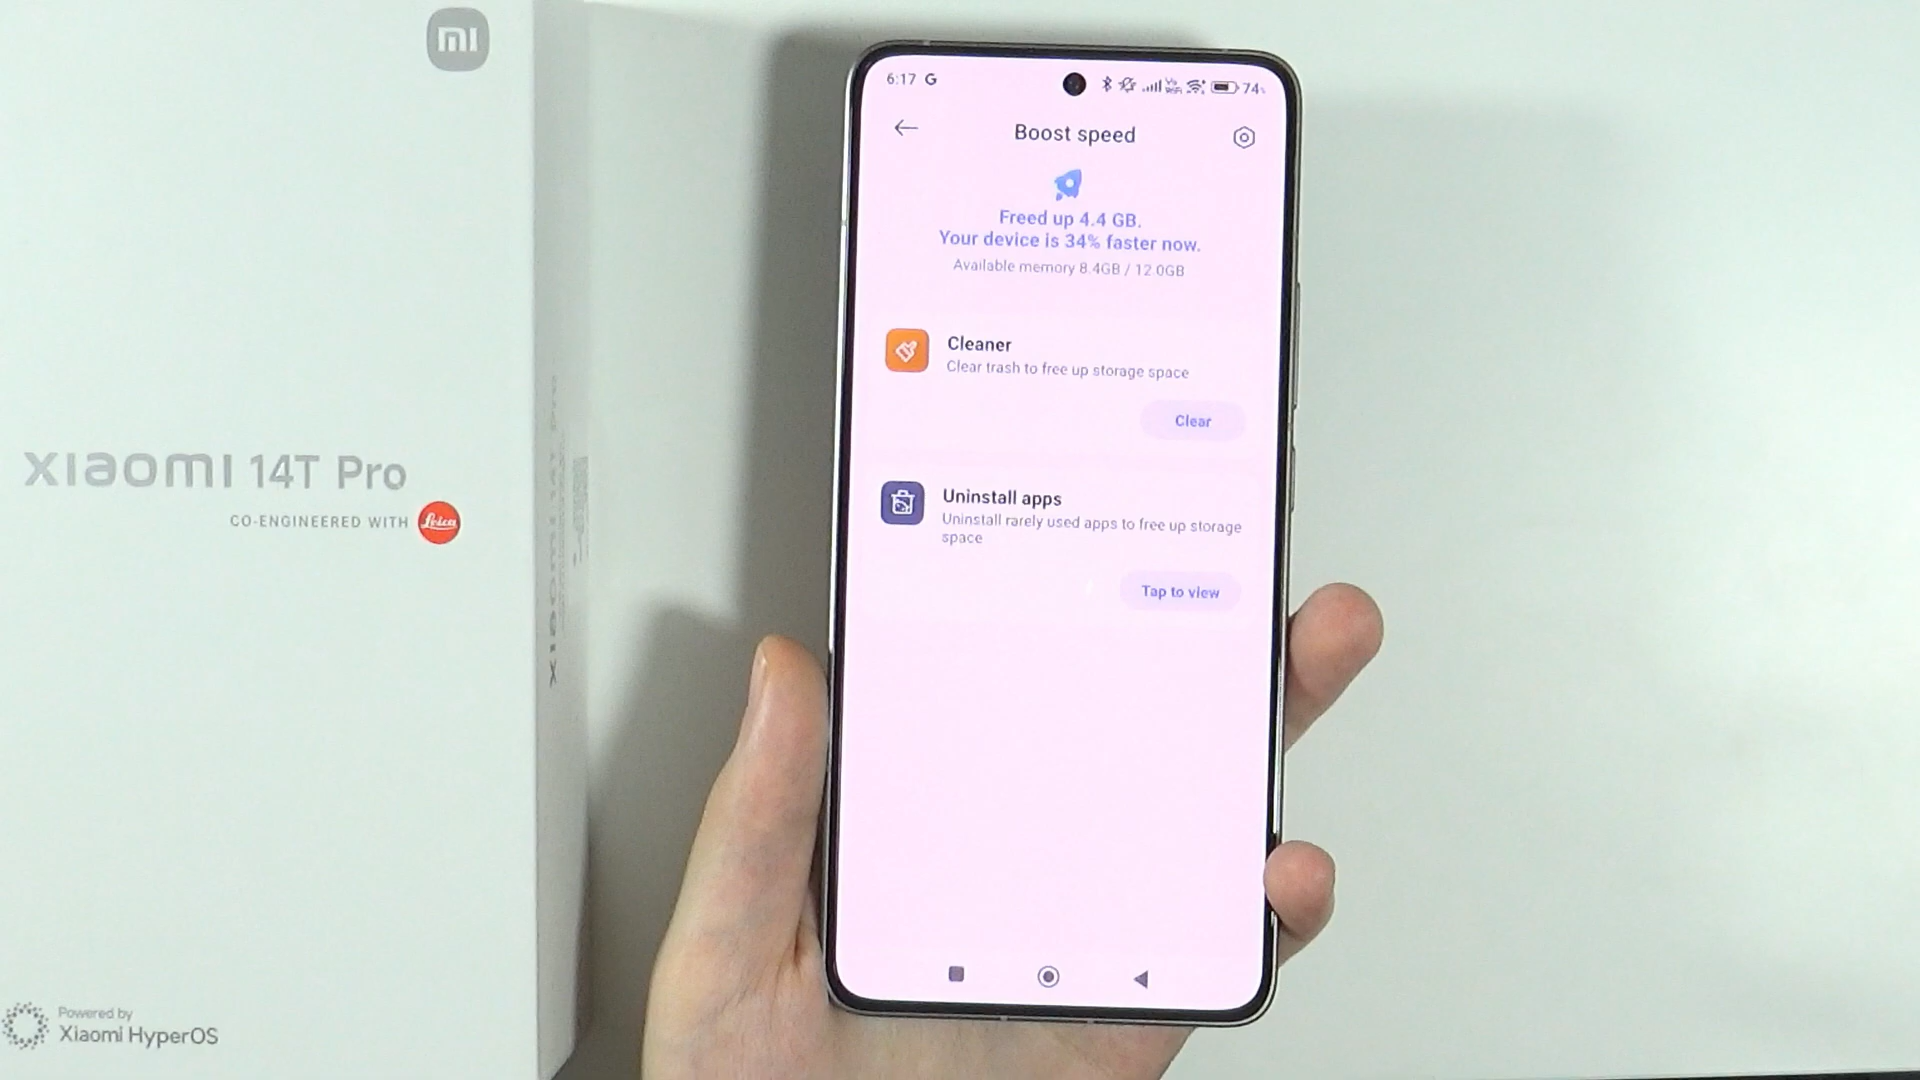 mi
xiaomi 14T Pro
CO-ENGINEERED WITH Leica
Powered by
Xiaomi HyperOS
XIAOMI
6:17 G
Vo
WiFi
74%
Boost speed
Freed up 4.4 GB.
Your device is 34% faster now.
Available memory 8.4GB / 12.0GB
Cleaner
Clear trash to free up storage space
Clear
Uninstall apps
Uninstall rarely used apps to free up storage
space
Tap to view